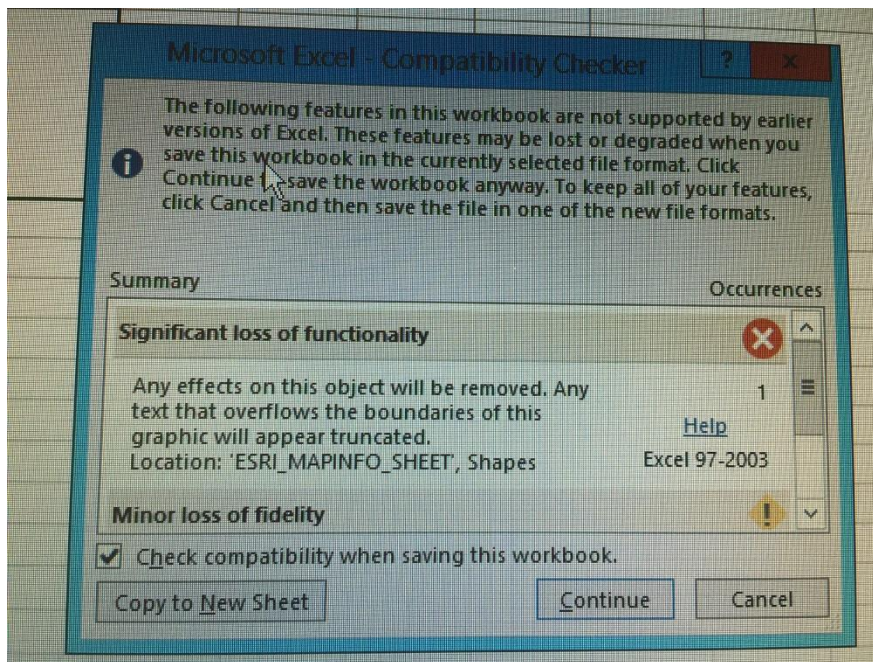 Microsoft Excel - Compatibility Checker
? x
The following features in this workbook are not supported by earlier
versions of Excel. These features may be lost or degraded when you
save this workbook in the currently selected file format. Click
Continue save the workbook anyway. To keep all of your features,
click Cancel and then save the file in one of the new file formats.
Summary
Occurrences
Significant loss of functionality
Any effects on this object will be removed. Any
text that overflows the boundaries of this
graphic will appear truncated.
Location: 'ESRI_MAPINFO_SHEET', Shapes
1
Help
Excel 97-2003
Minor loss of fidelity
Check compatibility when saving this workbook.
Copy to New Sheet
Continue
Cancel